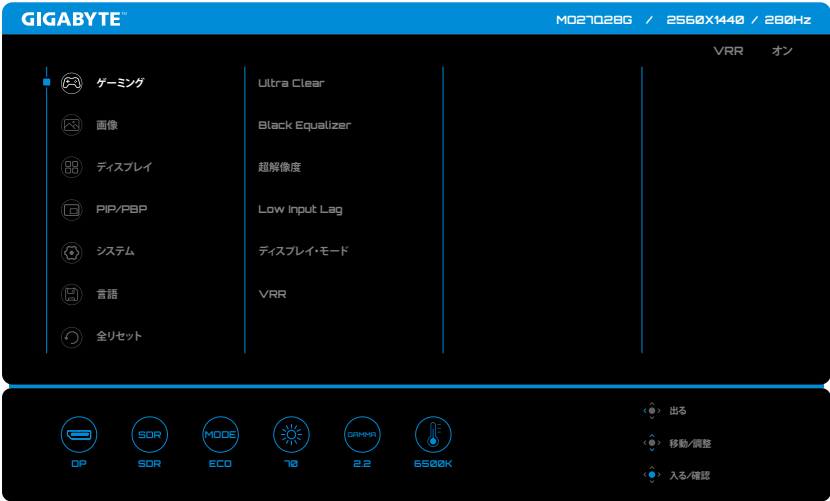 GIGABYTE™
MO27Q28G / 2560X1440 / 280Hz
VRR オン
ゲーミング
画像
ディスプレイ
PIP/PBP
システム
言語
全リセット
Ultra Clear
Black Equalizer
超解像度
Low Input Lag
ディスプレイ・モード
VRR
SDR
MODE
GAMMA
DP
SDR
ECO
70
2.2
6500K
出る
移動/調整
入る/確認